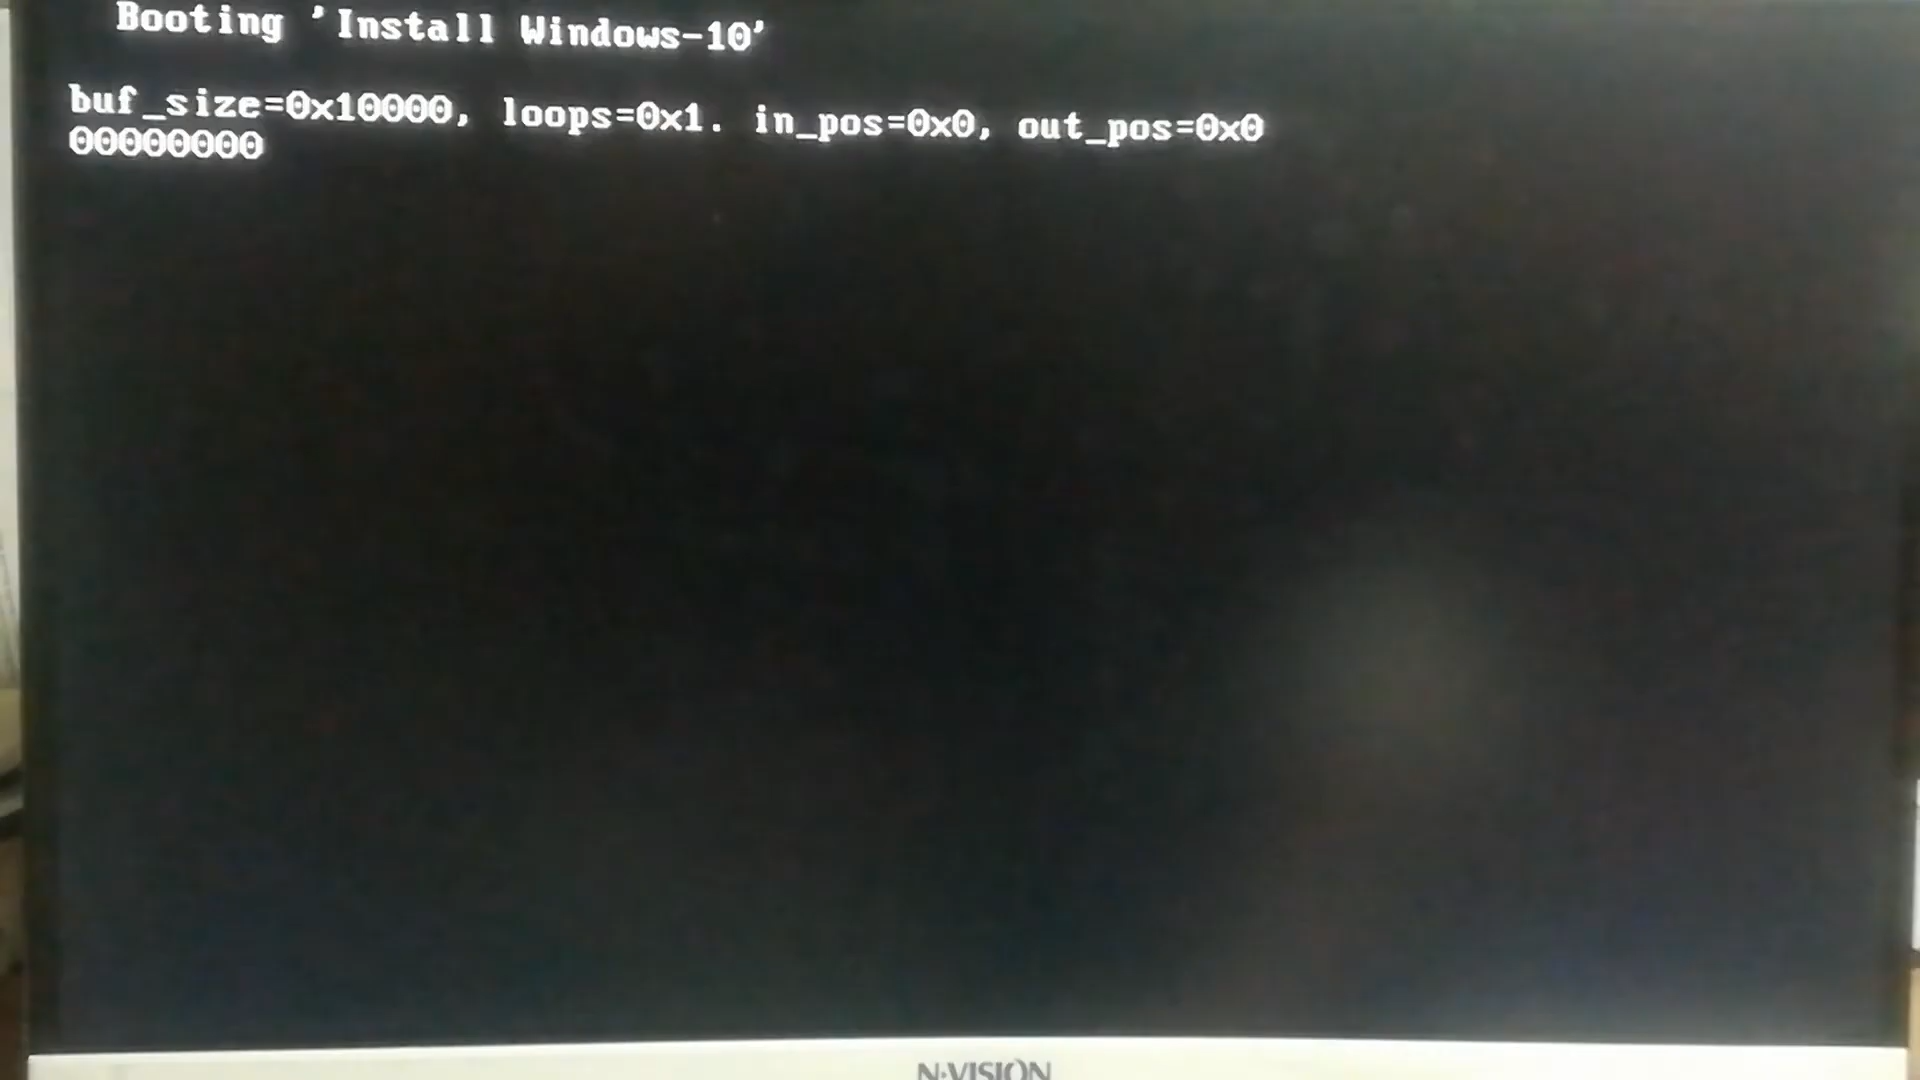 Booting 'Install Windows-10'
buf_size=0x10000, loops=0x1. in_pos=0x0, out_pos=0x0
00000000
N·VISION